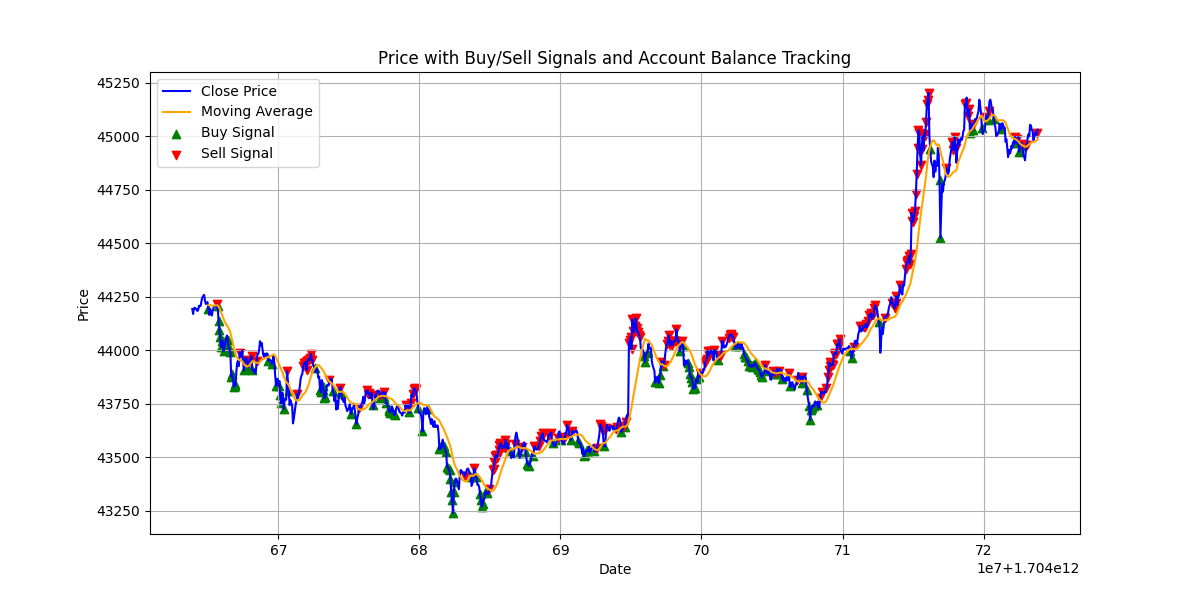 Price with Buy/Sell Signals and Account Balance Tracking
Close Price
Moving Average
Buy Signal
Sell Signal
Price
45250
45000
44750
44500
44250
44000
43750
43500
43250
67 68 69 70 71 72
1e7+1.704e12
Date